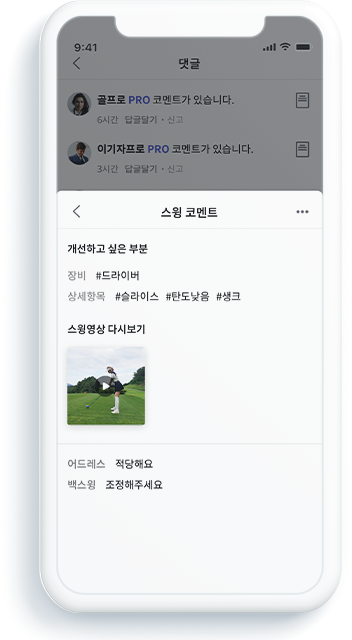 9:41
댓글
골프로 PRO 코멘트가 있습니다.
6시간 답글달기 • 신고
이기자프로 PRO 코멘트가 있습니다.
3시간 답글달기 • 신고
스윙 코멘트
개선하고 싶은 부분
장비 #드라이버
상세항목 #슬라이스 #탄도낮음 #생크
스윙영상 다시보기
어드레스 적당해요
백스윙 조정해주세요